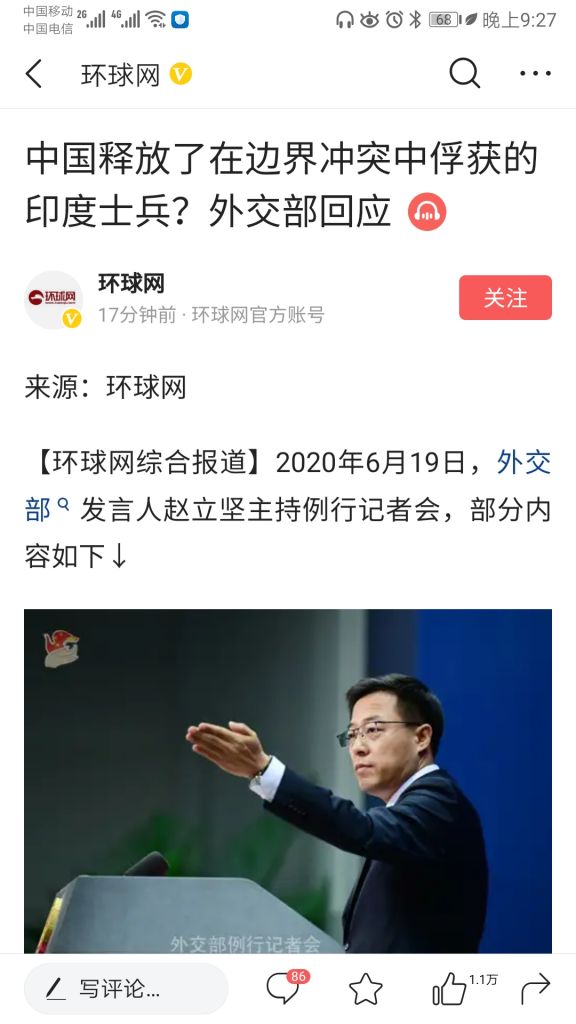 中国移动 2G 4G
中国电信
68 晚上9:27
环球网 V
中国释放了在边界冲突中俘获的
印度士兵？外交部回应
环球网
环球网
V
17分钟前 · 环球网官方账号
关注
来源：环球网
【环球网综合报道】2020年6月19日，外交
部 发言人赵立坚主持例行记者会，部分内
容如下↓
外交部例行记者会
写评论...
86
1.1万